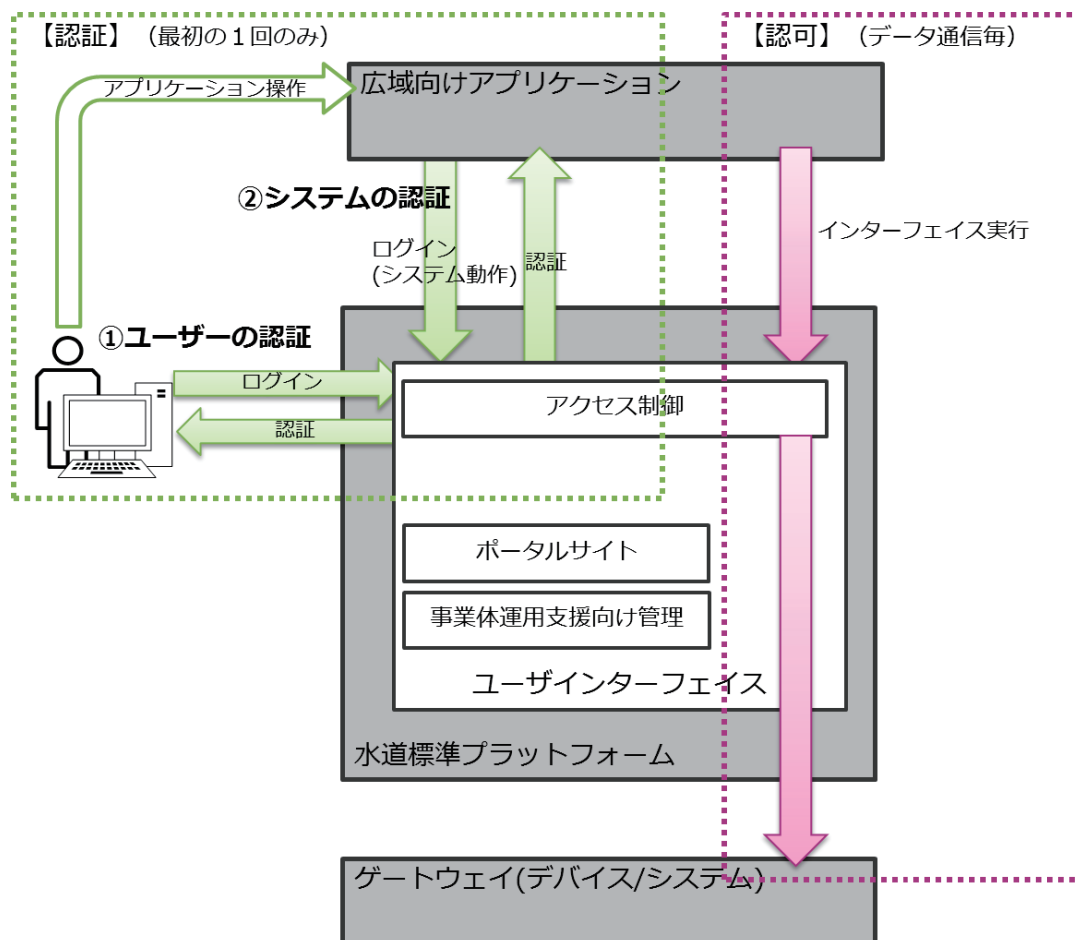 【認証】（最初の１回のみ）
【認可】（データ通信毎）
アプリケーション操作
広域向けアプリケーション
②システムの認証
ログイン
(システム動作)
認証
インターフェイス実行
①ユーザーの認証
ログイン
認証
アクセス制御
ポータルサイト
事業体運用支援向け管理
ユーザインターフェイス
水道標準プラットフォーム
ゲートウェイ(デバイス/システム)